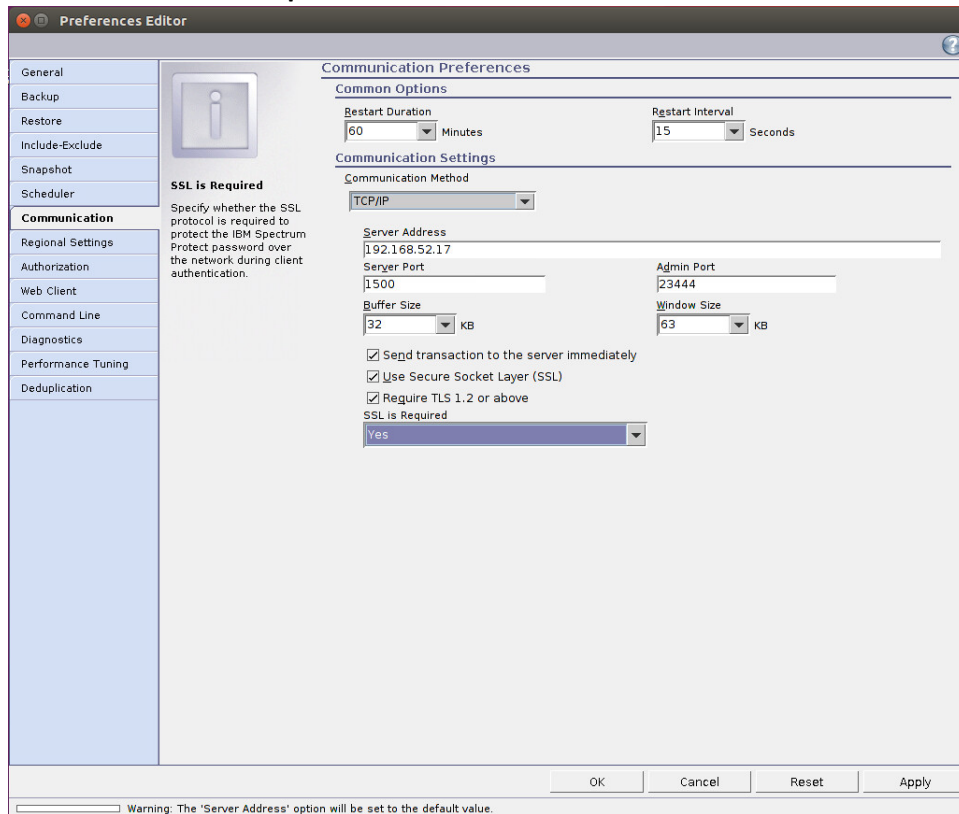 Preferences Editor
General
Backup
Restore
Include-Exclude
Snapshot
Scheduler
Communication
Regional Settings
Authorization
Web Client
Command Line
Diagnostics
Performance Tuning
Deduplication
SSL is Required
Specify whether the SSL
protocol is required to
protect the IBM Spectrum
Protect password over
the network during client
authentication.
Communication Preferences
Common Options
Restart Duration Restart Interval
60 Minutes 15 Seconds
Communication Settings
Communication Method
TCP/IP
Server Address
192.168.52.17
Server Port Admin Port
1500 23444
Buffer Size Window Size
32 KB 63 KB
Send transaction to the server immediately
Use Secure Socket Layer (SSL)
Require TLS 1.2 or above
SSL is Required
Yes
OK Cancel Reset Apply
Warning: The 'Server Address' option will be set to the default value.